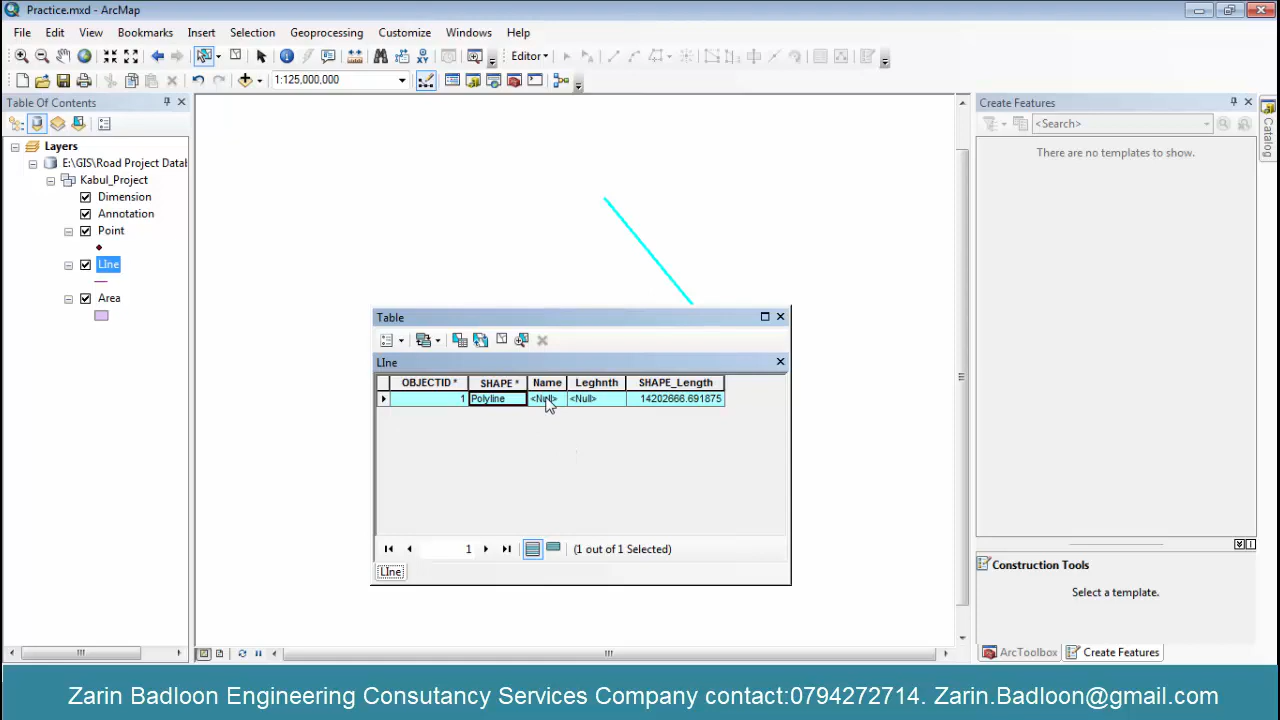 Practice.mxd - ArcMap
File Edit View Bookmarks Insert Selection Geoprocessing Customize Windows Help
Editor
1:125,000,000
Table Of Contents
Layers
E:\GIS\Road Project Datab
Kabul_Project
Dimension
Annotation
Point
LIne
Area
Table
LIne
OBJECTID * SHAPE * Name Leghnth SHAPE_Length
1 Polyline <Null> <Null> 14202666.691875
1 (1 out of 1 Selected)
LIne
Create Features
<Search>
There are no templates to show.
Catalog
Construction Tools
Select a template.
ArcToolbox Create Features
Zarin Badloon Engineering Consutancy Services Company contact:0794272714. Zarin.Badloon@gmail.com